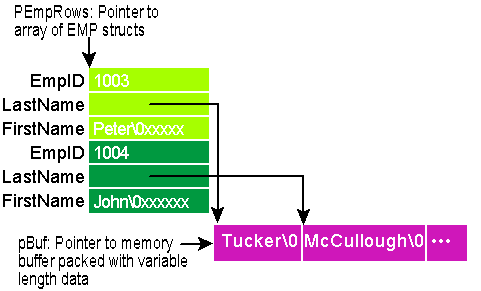 PEmpRows: Pointer to
array of EMP structs
EmpID 1003
LastName
FirstName Peter\0xxxxx
EmpID 1004
LastName
FirstName John\0xxxxxx
Tucker\0 McCullough\0 •••
pBuf: Pointer to memory
buffer packed with variable
length data